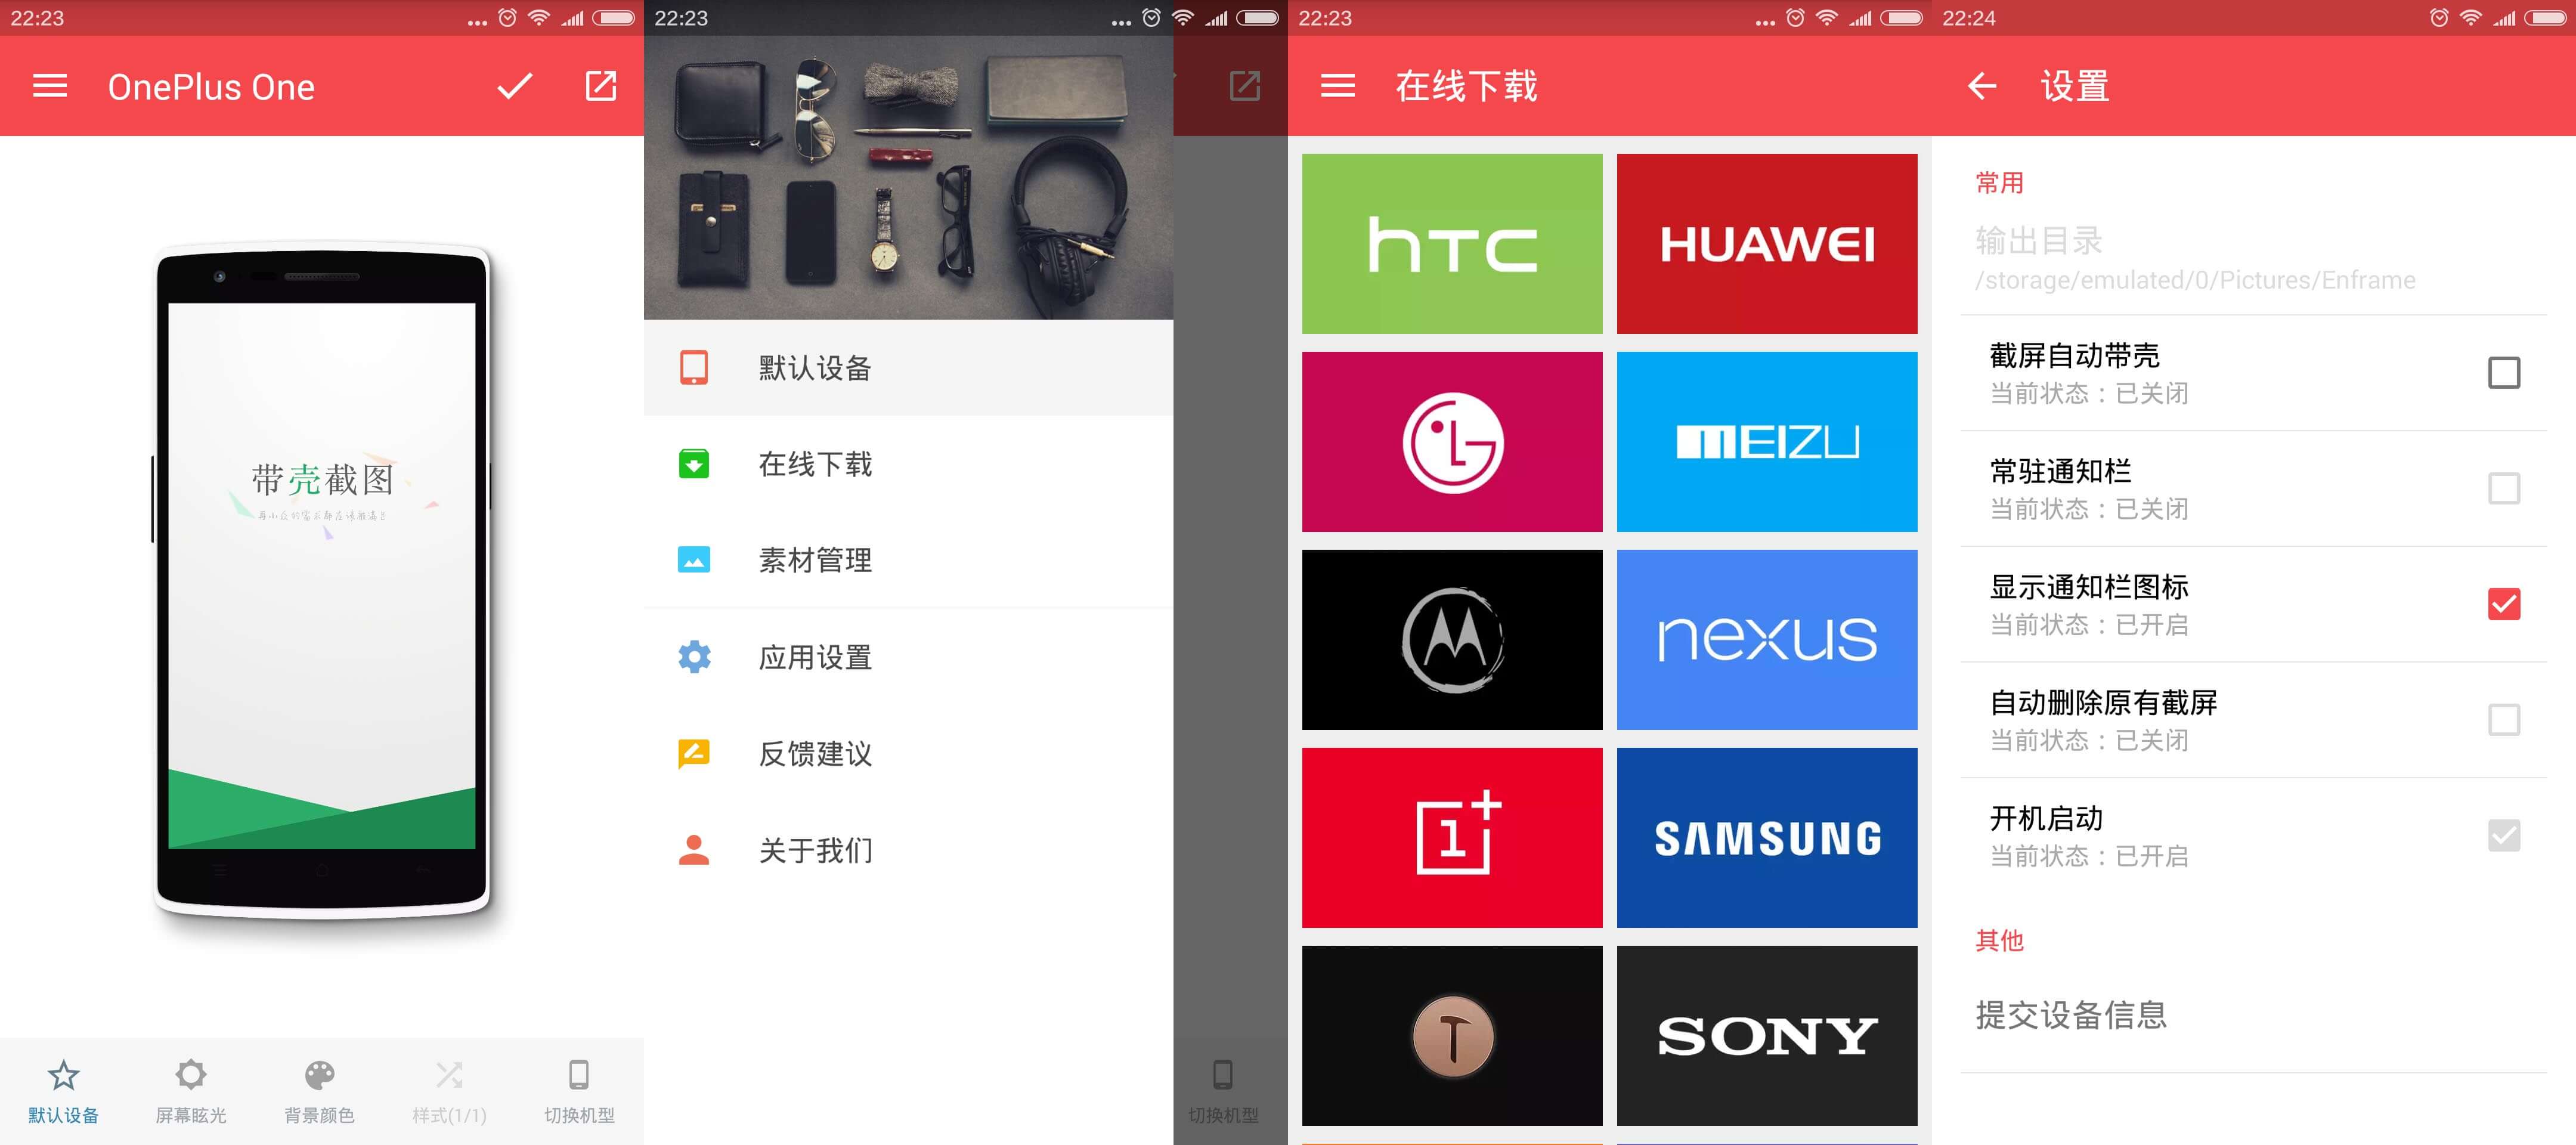 22:23
OnePlus One
带壳截图
默认设备
屏幕眩光
背景颜色
样式(1/1)
切换机型
22:23
默认设备
在线下载
素材管理
应用设置
反馈建议
关于我们
切换机型
22:23
在线下载
hTC
HUAWEI
LG
MEIZU
nexus
1+
SAMSUNG
SONY
22:24
设置
常用
输出目录
/storage/emulated/0/Pictures/Enframe
截屏自动带壳
当前状态：已关闭
常驻通知栏
当前状态：已关闭
显示通知栏图标
当前状态：已开启
自动删除原有截屏
当前状态：已关闭
开机启动
当前状态：已开启
其他
提交设备信息